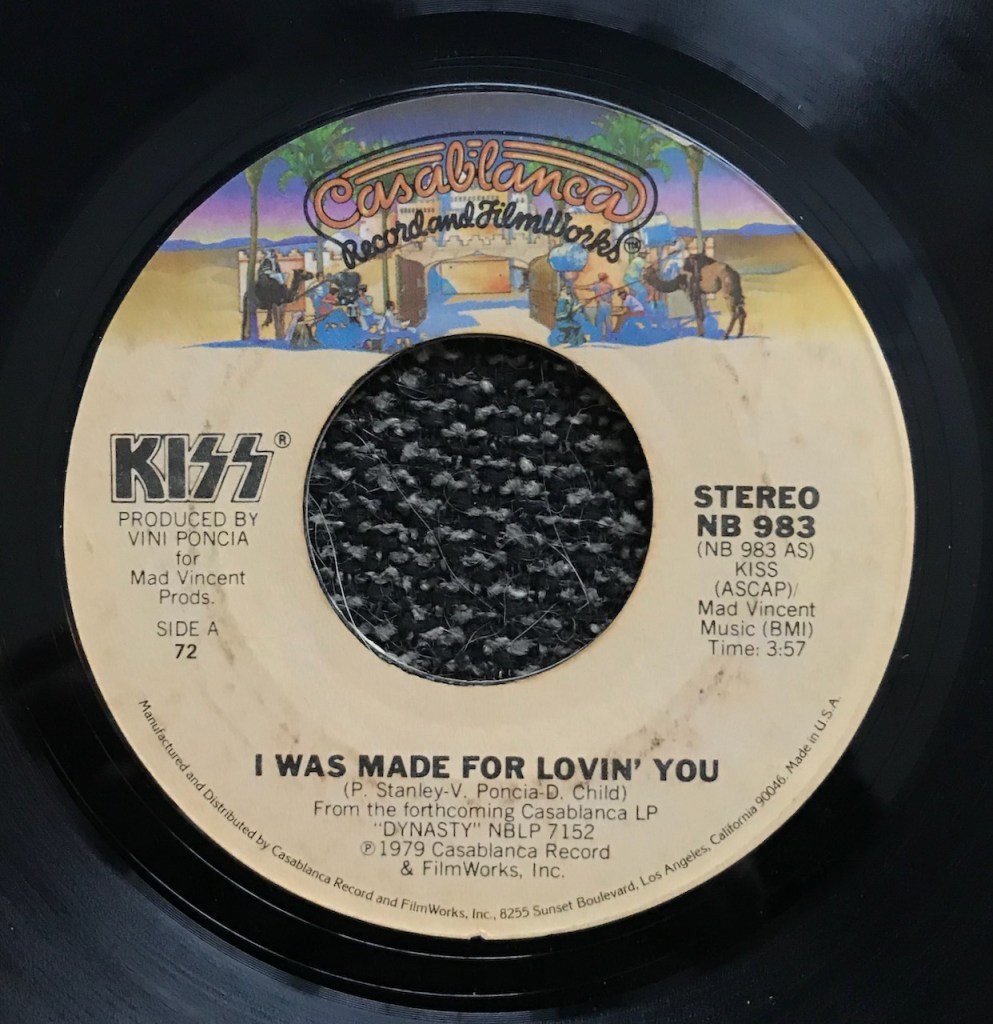 Casablanca
Record and FilmWorks TM
KISS ®
PRODUCED BY
VINI PONCIA
for
Mad Vincent
Prods.
SIDE A
72
STEREO
NB 983
(NB 983 AS)
KISS
(ASCAP)/
Mad Vincent
Music (BMI)
Time: 3:57
I WAS MADE FOR LOVIN' YOU
(P. Stanley-V. Poncia-D. Child)
From the forthcoming Casablanca LP
"DYNASTY" NBLP 7152
℗ 1979 Casablanca Record
& FilmWorks, Inc.
Manufactured and Distributed by Casablanca Record and FilmWorks, Inc., 8255 Sunset Boulevard, Los Angeles, California 90046. Made in U.S.A.